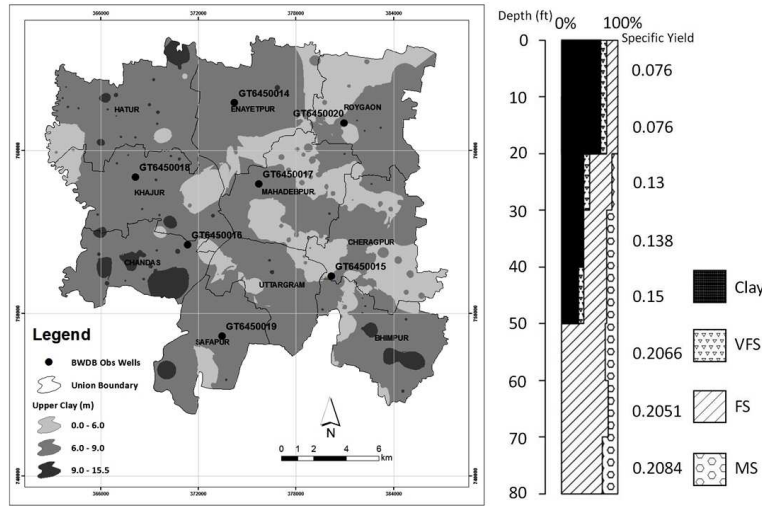 366000 372000 378000 384000
GT6450014
ENAYETPUR
HATUR
GT6450020
ROYGAON
GT6450018
KHAJUR
GT6450017
MAHADEBPUR
GT6450016
CHERAGPUR
CHANDAS
GT6450015
UTTARGRAM
GT6450019
SAFAPUR
BHIMPUR
Legend
BWDB Obs Wells
Union Boundary
Upper Clay (m)
0.0 - 6.0
6.0 - 9.0
9.0 - 15.5
N
0 1 2 4 6
km
366000 372000 378000 384000
Depth (ft) 0% 100%
Specific Yield
0
0.076
10
0.076
20
0.13
30
0.138
40
0.15
50
0.2066
60
0.2051
70
0.2084
80
Clay
VFS
FS
MS